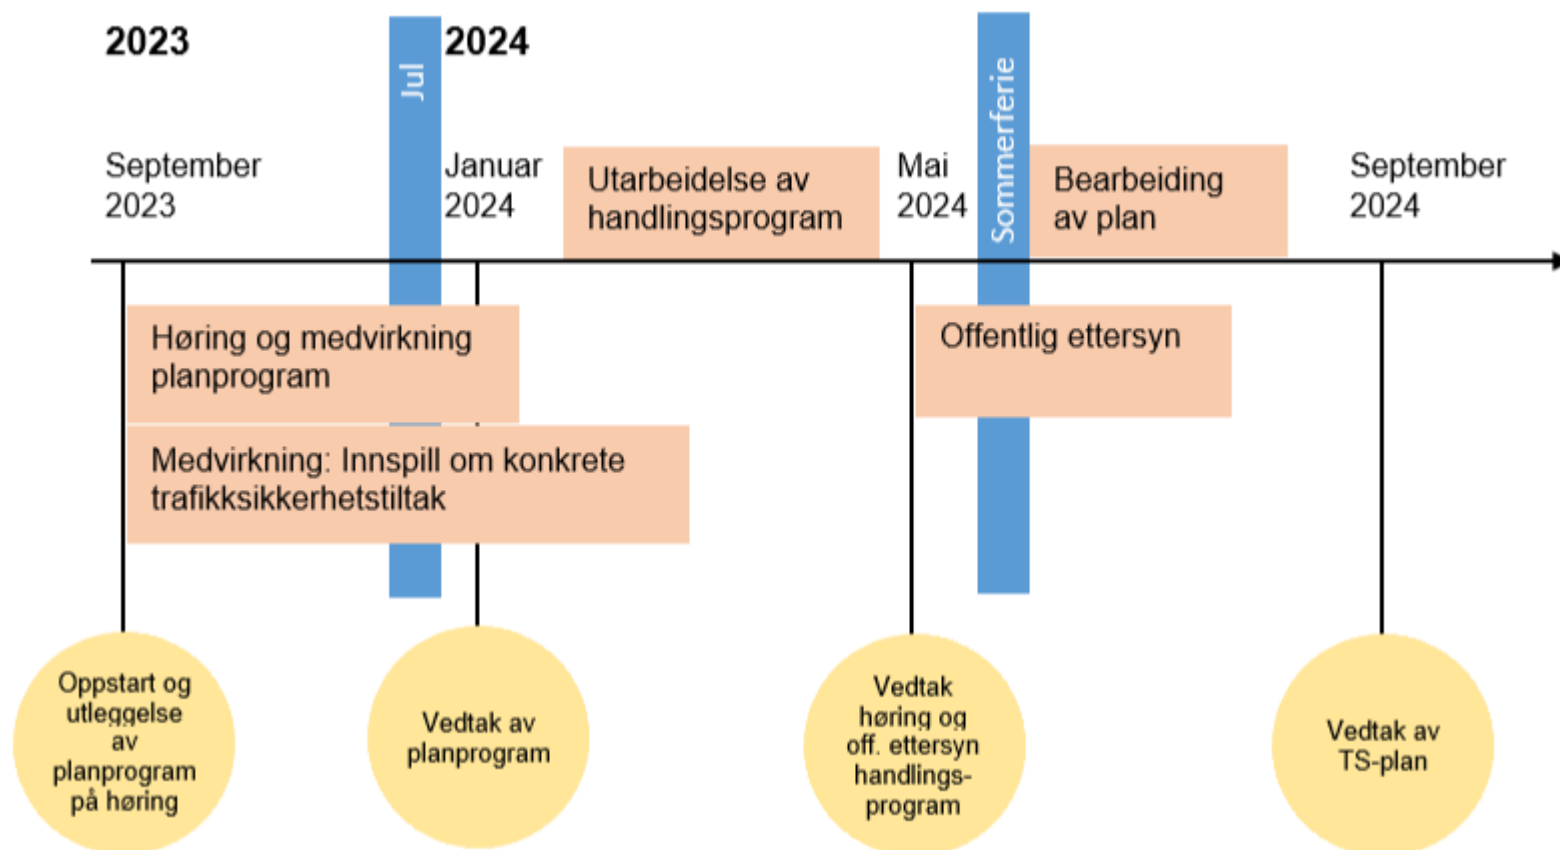 2023
2024
Jul
Sommerferie
September
2023
Januar
2024
Utarbeidelse av
handlingsprogram
Mai
2024
Bearbeiding
av plan
September
2024
Høring og medvirkning
planprogram
Offentlig ettersyn
Medvirkning: Innspill om konkrete
trafikksikkerhetstiltak
Oppstart og
utleggelse
av
planprogram
på høring
Vedtak av
planprogram
Vedtak
høring og
off. ettersyn
handlings-
program
Vedtak av
TS-plan